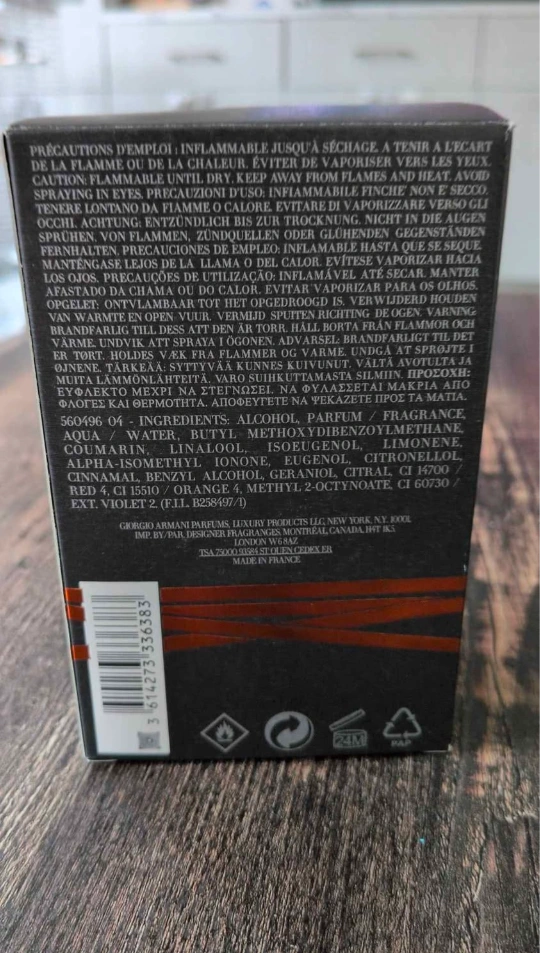 PRÉCAUTIONS D'EMPLOI : INFLAMMABLE JUSQU'À SÉCHAGE. A TENIR A L'ECART
DE LA FLAMME OU DE LA CHALEUR. ÉVITER DE VAPORISER VERS LES YEUX.
CAUTION: FLAMMABLE UNTIL DRY, KEEP AWAY FROM FLAMES AND HEAT. AVOID
SPRAYING IN EYES. PRECAUZIONI D'USO: INFIAMMABILE FINCHE' NON E' SECCO.
TENERE LONTANO DA FIAMME O CALORE. EVITARE DI VAPORIZZARE VERSO GLI
OCCHI. ACHTUNG: ENTZÜNDLICH BIS ZUR TROCKNUNG. NICHT IN DIE AUGEN
SPRÜHEN. VON FLAMMEN, ZÜNDQUELLEN ODER GLÜHENDEN GEGENSTÄNDEN
FERNHALTEN. PRECAUCIONES DE EMPLEO: INFLAMABLE HASTA QUE SE SEQUE.
MANTÉNGASE LEJOS DE LA LLAMA O DEL CALOR. EVÍTESE VAPORIZAR HACIA
LOS OJOS. PRECAUÇÕES DE UTILIZAÇÃO: INFLAMÁVEL ATÉ SECAR. MANTER
AFASTADO DA CHAMA OU DO CALOR. EVITAR VAPORIZAR PARA OS OLHOS.
OPGELET: ONTVLAMBAAR TOT HET OPGEDROOGD IS. VERWIJDERD HOUDEN
VAN WARMTE EN OPEN VUUR. VERMIJD SPUITEN RICHTING DE OGEN. VARNING:
BRANDFARLIG TILL DESS ATT DEN ÄR TORR. HÅLL BORTA FRÅN FLAMMOR OCH
VÄRME. UNDVIK ATT SPRAYA I ÖGONEN. ADVARSEL: BRANDFARLIGT TIL DET
ER TØRT. HOLDES VÆK FRA FLAMMER OG VARME. UNDGÅ AT SPRØJTE I
ØJNENE. TÄRKEÄÄ: SYTTYVÄÄ KUNNES KUIVUNUT. VÄLTÄ AVOTULTA JA
MUITA LÄMMÖNLÄHTEITÄ. VARO SUIHKUTTAMASTA SILMIIN. ΠΡΟΣΟΧΗ:
ΕΥΦΛΕΚΤΟ ΜΕΧΡΙ ΝΑ ΣΤΕΓΝΩΣΕΙ. ΝΑ ΦΥΛΑΣΣΕΤΑΙ ΜΑΚΡΙΑ ΑΠΟ
ΦΛΟΓΕΣ ΚΑΙ ΘΕΡΜΟΤΗΤΑ. ΑΠΟΦΕΥΓΕΤΕ ΝΑ ΨΕΚΑΖΕΤΕ ΠΡΟΣ ΤΑ ΜΑΤΙΑ.
560496 04 - INGREDIENTS: ALCOHOL, PARFUM / FRAGRANCE,
AQUA / WATER, BUTYL METHOXYDIBENZOYLMETHANE,
COUMARIN, LINALOOL, ISOEUGENOL, LIMONENE,
ALPHA-ISOMETHYL IONONE, EUGENOL, CITRONELLOL,
CINNAMAL, BENZYL ALCOHOL, GERANIOL, CITRAL, CI 14700 /
RED 4, CI 15510 / ORANGE 4, METHYL 2-OCTYNOATE, CI 60730 /
EXT. VIOLET 2. (F.I.L. B258497/1)
GIORGIO ARMANI PARFUMS, LUXURY PRODUCTS LLC, NEW YORK, N.Y. 10001.
IMP. BY/PAR, DESIGNER FRAGRANCES, MONTRÉAL, CANADA, H4T 1K5.
LONDON W6 8AZ
TSA 75000 93584 ST OUEN CEDEX FR
MADE IN FRANCE
3 614273 336383
24M
PAP